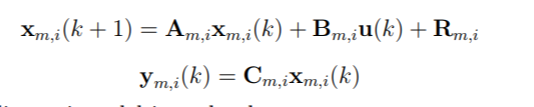 x_{m,i}(k + 1) = A_{m,i}x_{m,i}(k) + B_{m,i}u(k) + R_{m,i}
y_{m,i}(k) = C_{m,i}x_{m,i}(k)